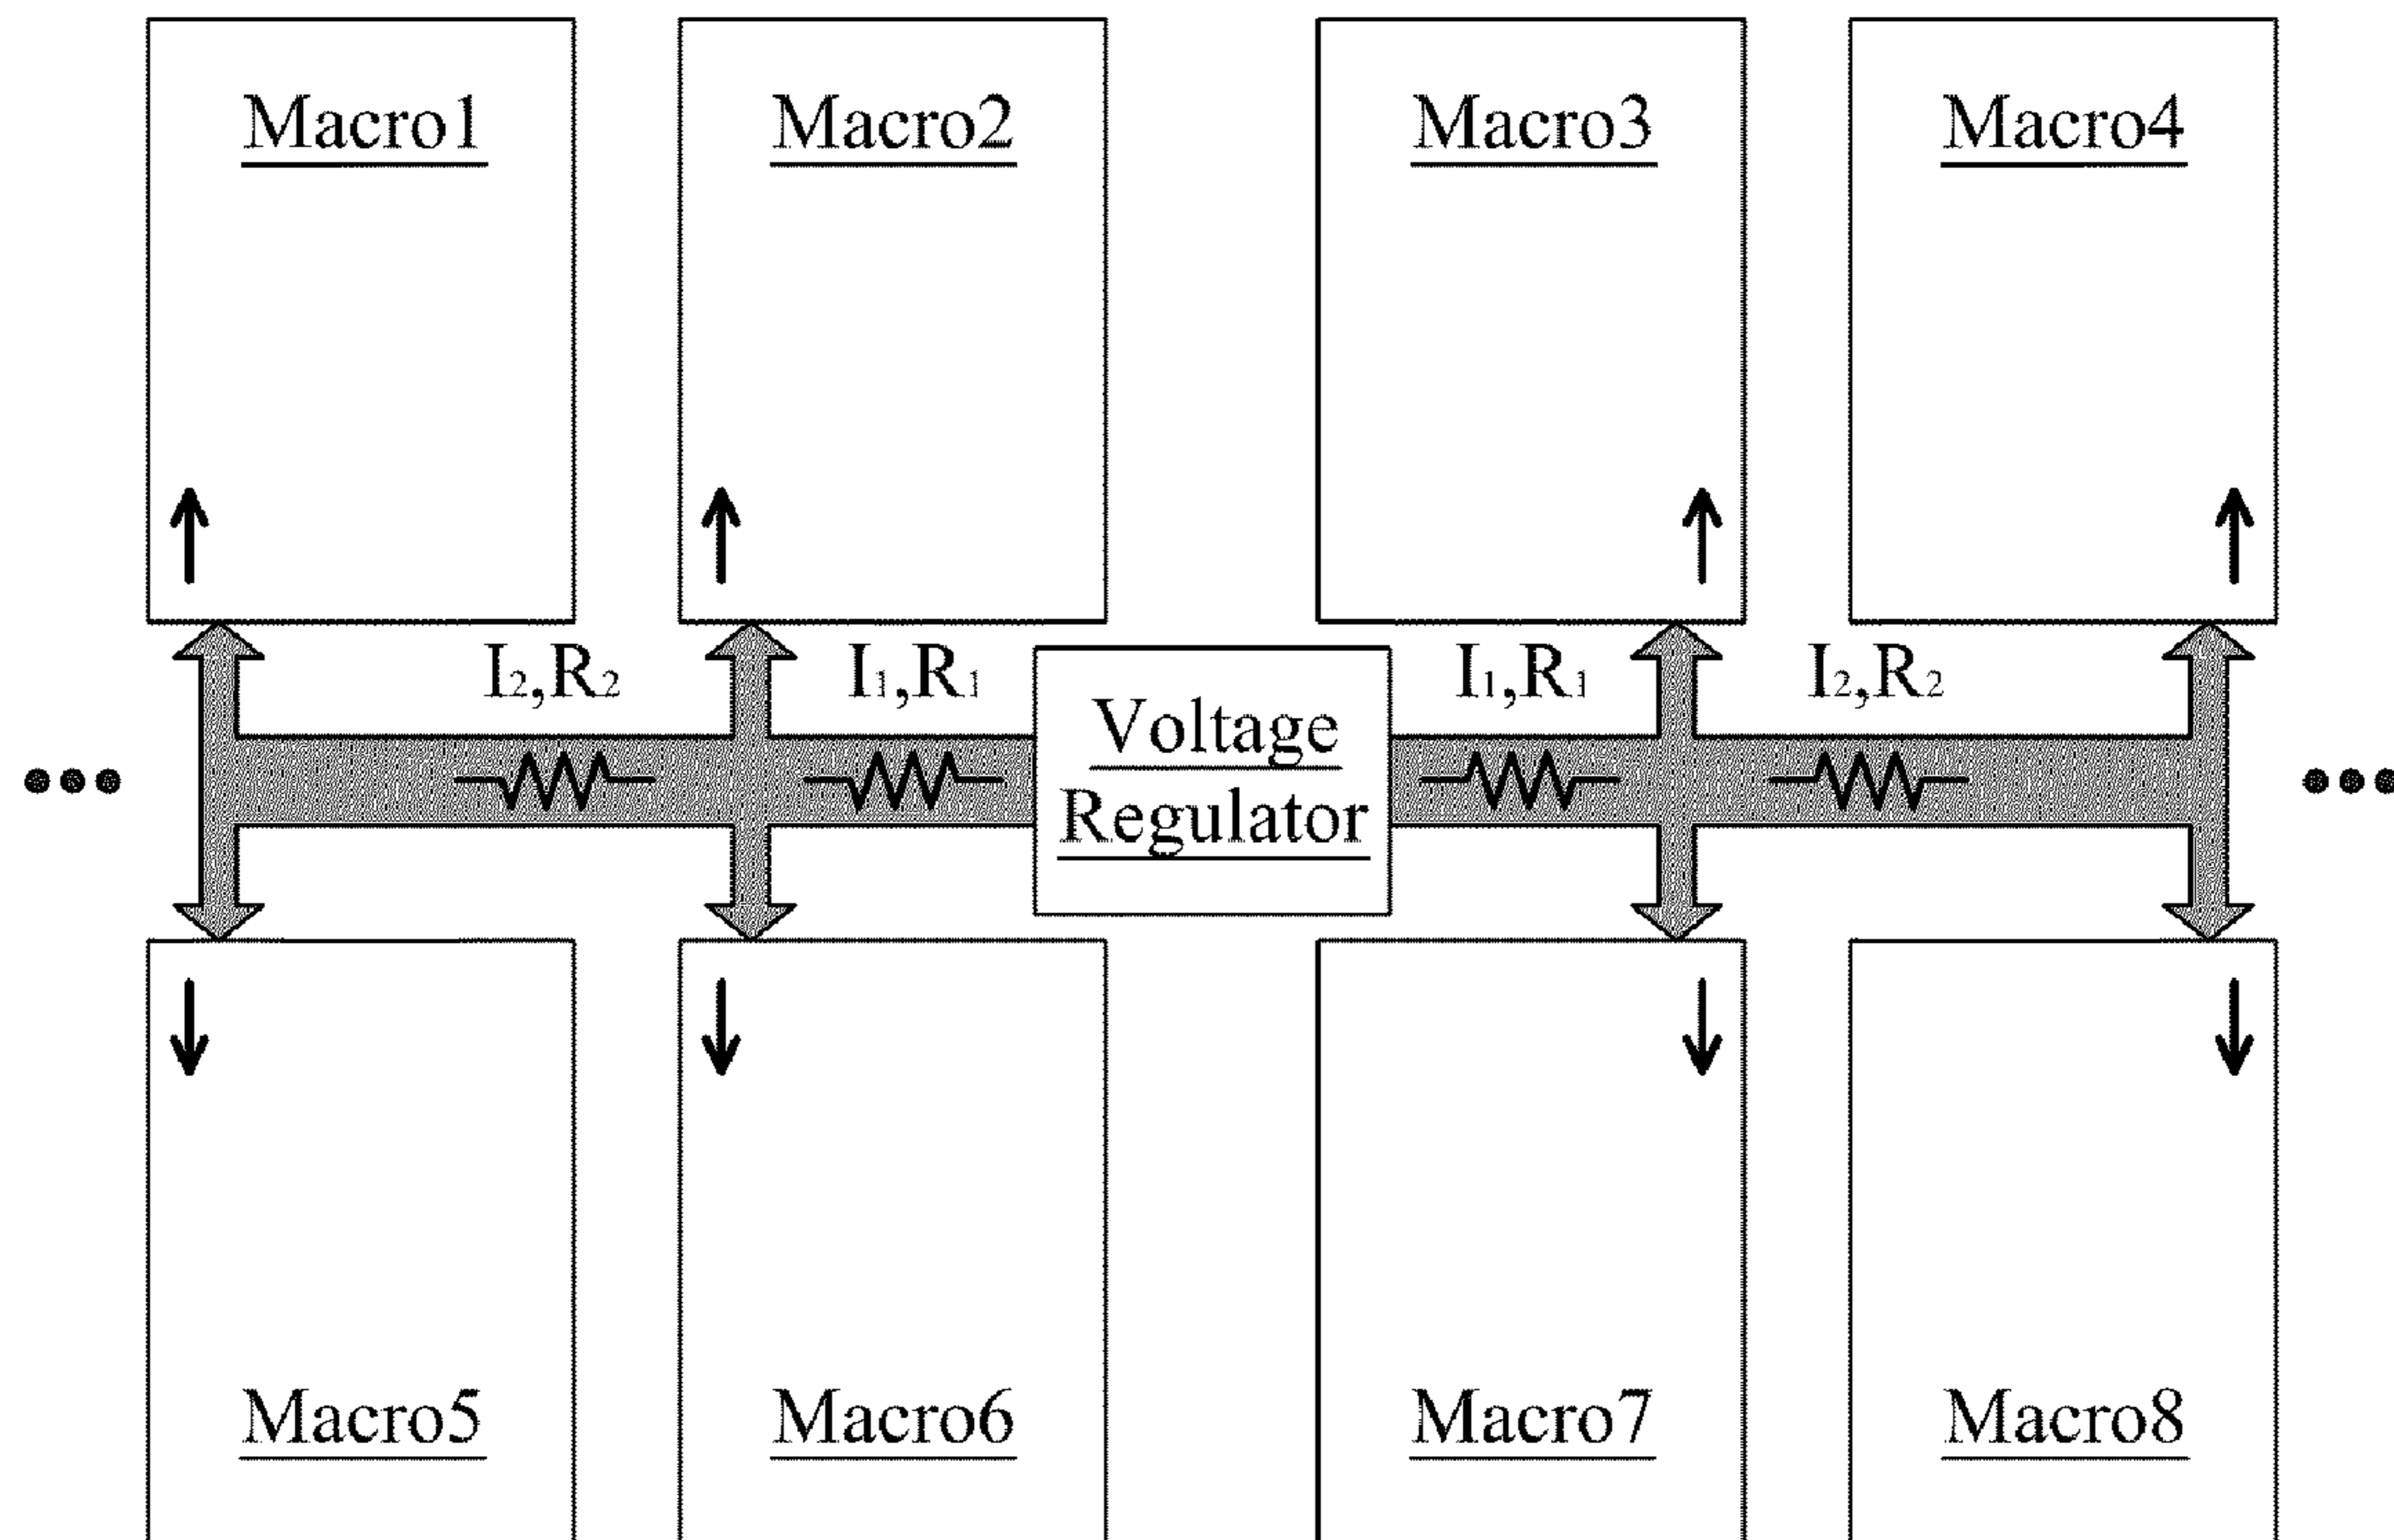 Macro1
Macro2
Macro3
Macro4
I₂,R₂
I₁,R₁
I₁,R₁
I₂,R₂
Voltage
Regulator
Macro5
Macro6
Macro7
Macro8